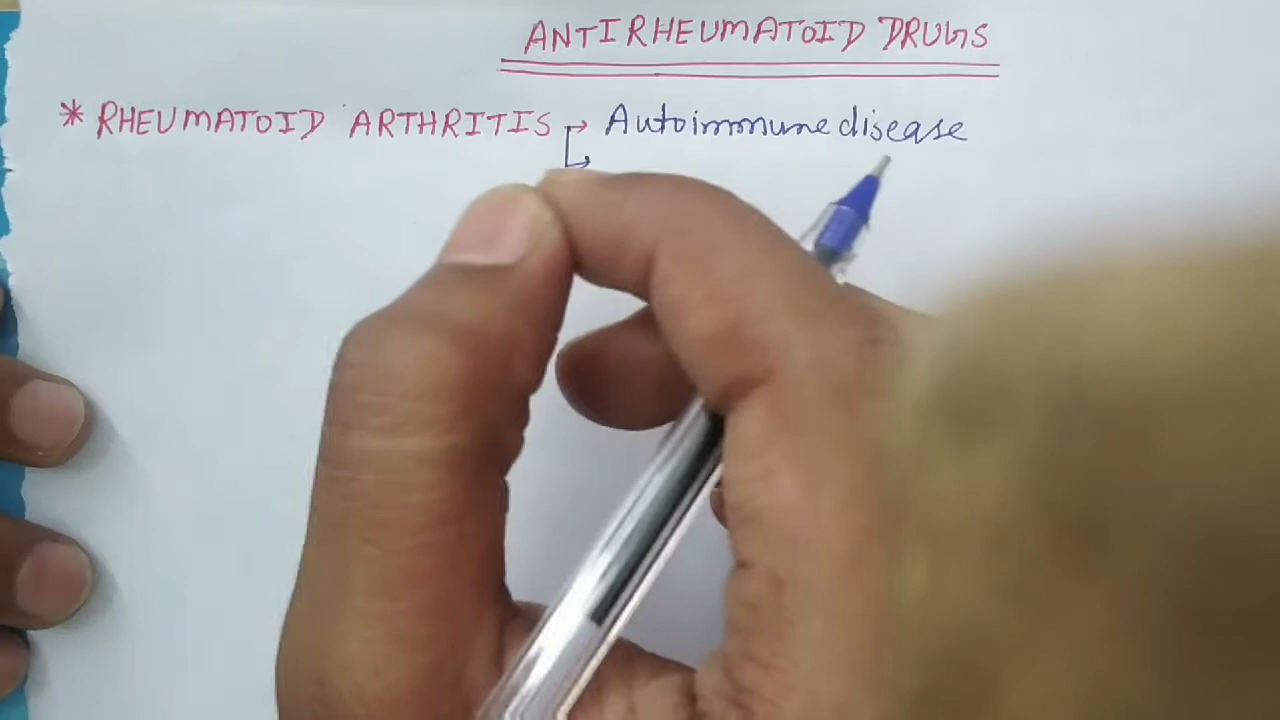 ANTIRHEUMATOID DRUGS
* RHEUMATOID ARTHRITIS → Autoimmune disease